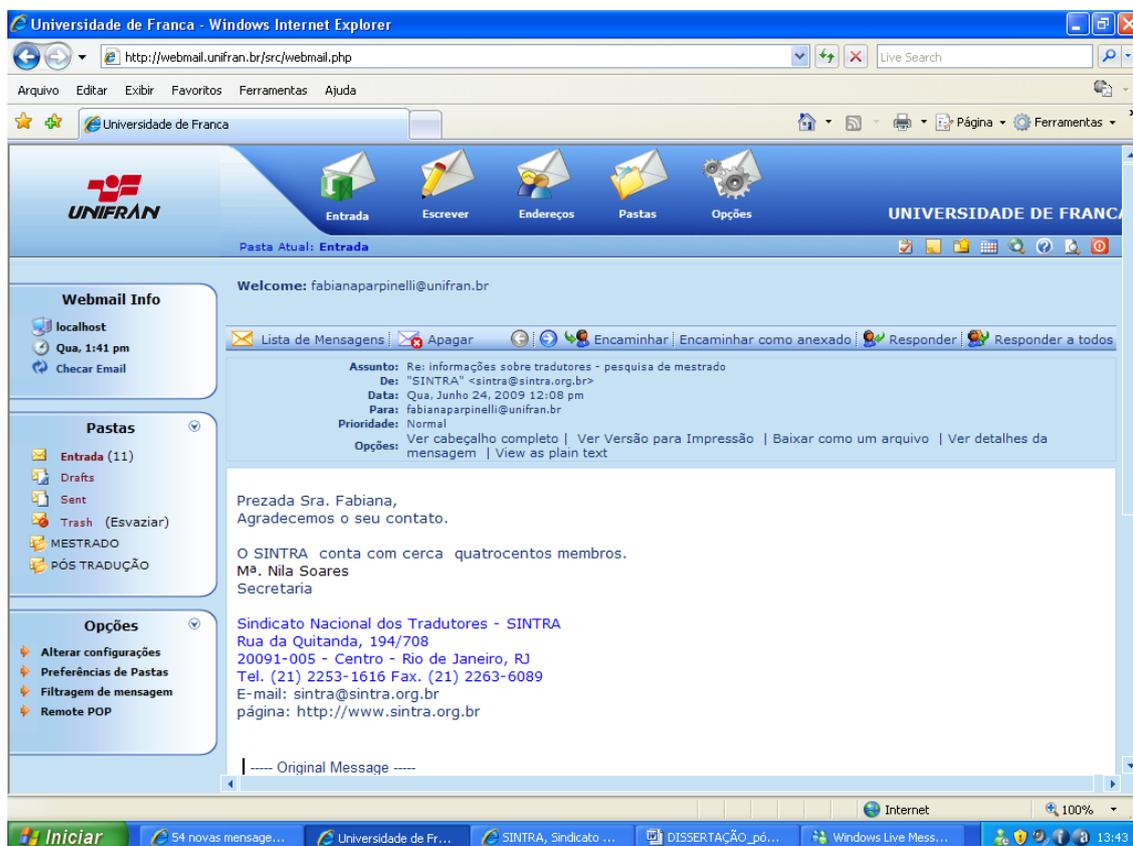 Universidade de Franca - Windows Internet Explorer
http://webmail.unifran.br/src/webmail.php
Live Search
Arquivo Editar Exibir Favoritos Ferramentas Ajuda
Universidade de Franca
Página Ferramentas
UNIFRAN
Entrada Escrever Endereços Pastas Opções
UNIVERSIDADE DE FRANCA
Pasta Atual: Entrada
Webmail Info
localhost
Qua, 1:41 pm
Checar Email
Pastas
Entrada (11)
Drafts
Sent
Trash (Esvaziar)
MESTRADO
PÓS TRADUÇÃO
Opções
Alterar configurações
Preferências de Pastas
Filtragem de mensagem
Remote POP
Welcome: fabianaparpinelli@unifran.br
Lista de Mensagens Apagar Encaminhar Encaminhar como anexado Responder Responder a todos
Assunto: Re: informações sobre tradutores - pesquisa de mestrado
De: "SINTRA" <sintra@sintra.org.br>
Data: Qua, Junho 24, 2009 12:08 pm
Para: fabianaparpinelli@unifran.br
Prioridade: Normal
Opções: Ver cabeçalho completo | Ver Versão para Impressão | Baixar como um arquivo | Ver detalhes da
mensagem | View as plain text
Prezada Sra. Fabiana,
Agradecemos o seu contato.
O SINTRA conta com cerca quatrocentos membros.
Mª. Nila Soares
Secretaria
Sindicato Nacional dos Tradutores - SINTRA
Rua da Quitanda, 194/708
20091-005 - Centro - Rio de Janeiro, RJ
Tel. (21) 2253-1616 Fax. (21) 2263-6089
E-mail: sintra@sintra.org.br
página: http://www.sintra.org.br
----- Original Message -----
Internet 100%
Iniciar 54 novas mensage... Universidade de Fr... SINTRA, Sindicato ... DISSERTAÇÃO_pó... Windows Live Mess... 13:43